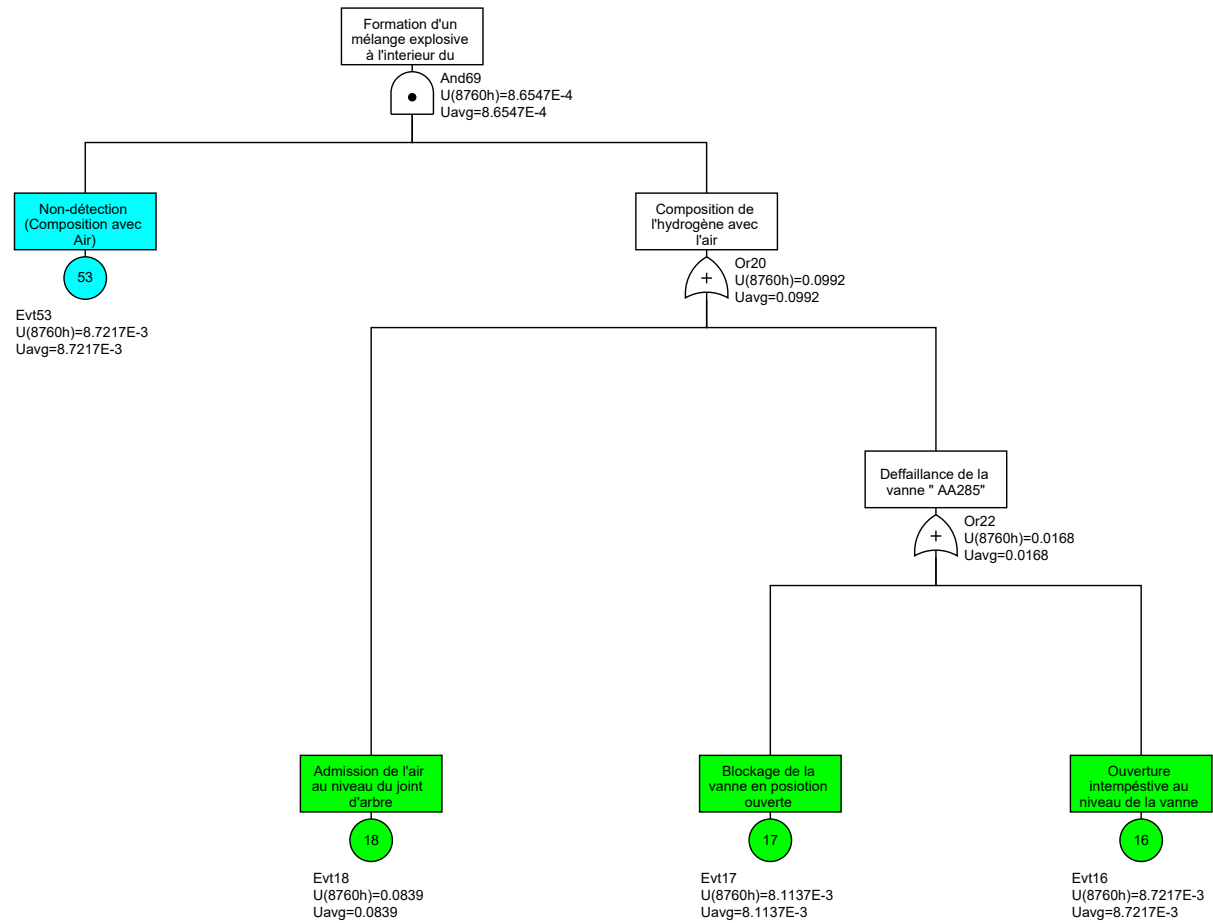 Formation d'un
mélange explosive
à l'interieur du
And69
U(8760h)=8.6547E-4
Uavg=8.6547E-4
Non-détection
(Composition avec
Air)
53
Evt53
U(8760h)=8.7217E-3
Uavg=8.7217E-3
Composition de
l'hydrogène avec
l'air
+
Or20
U(8760h)=0.0992
Uavg=0.0992
Deffaillance de la
vanne " AA285"
+
Or22
U(8760h)=0.0168
Uavg=0.0168
Admission de l'air
au niveau du joint
d'arbre
18
Evt18
U(8760h)=0.0839
Uavg=0.0839
Blockage de la
vanne en posiotion
ouverte
17
Evt17
U(8760h)=8.1137E-3
Uavg=8.1137E-3
Ouverture
intempéstive au
niveau de la vanne
16
Evt16
U(8760h)=8.7217E-3
Uavg=8.7217E-3